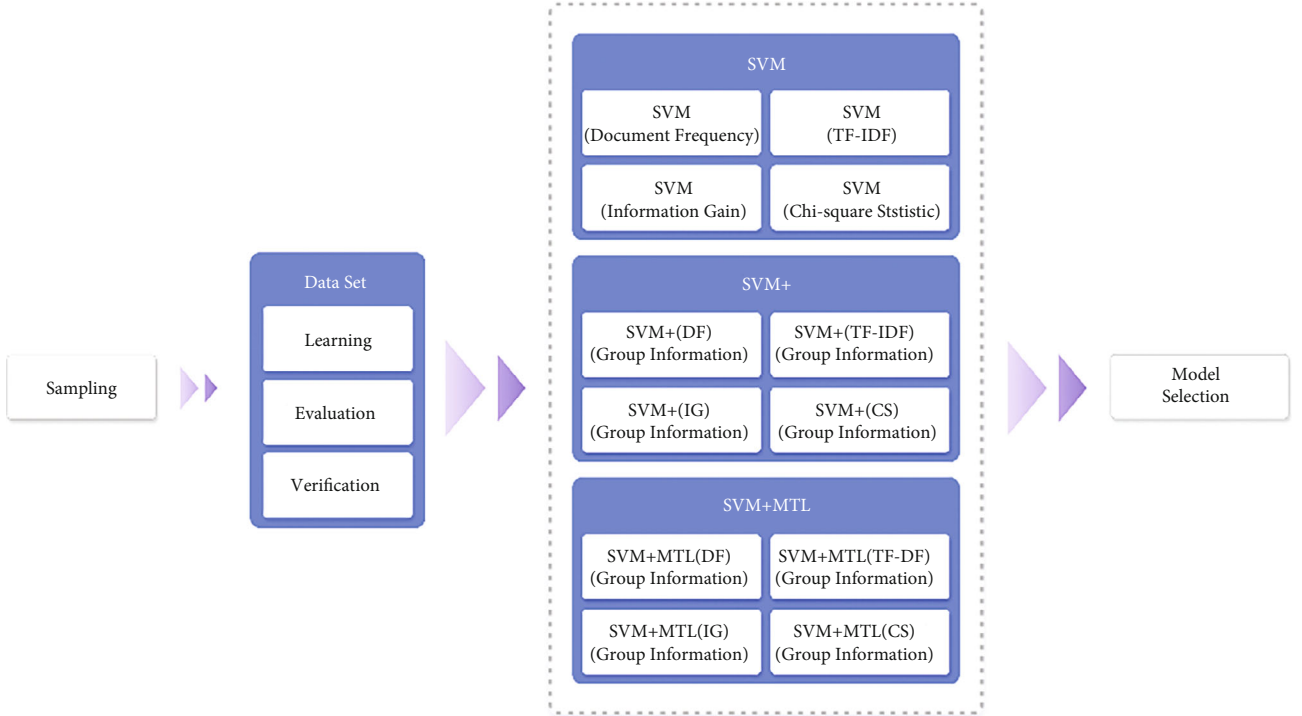 Sampling
Data Set
Learning
Evaluation
Verification
SVM
SVM
(Document Frequency)
SVM
(TF-IDF)
SVM
(Information Gain)
SVM
(Chi-square Ststistic)
SVM+
SVM+(DF)
(Group Information)
SVM+(TF-IDF)
(Group Information)
SVM+(IG)
(Group Information)
SVM+(CS)
(Group Information)
SVM+MTL
SVM+MTL(DF)
(Group Information)
SVM+MTL(TF-DF)
(Group Information)
SVM+MTL(IG)
(Group Information)
SVM+MTL(CS)
(Group Information)
Model
Selection